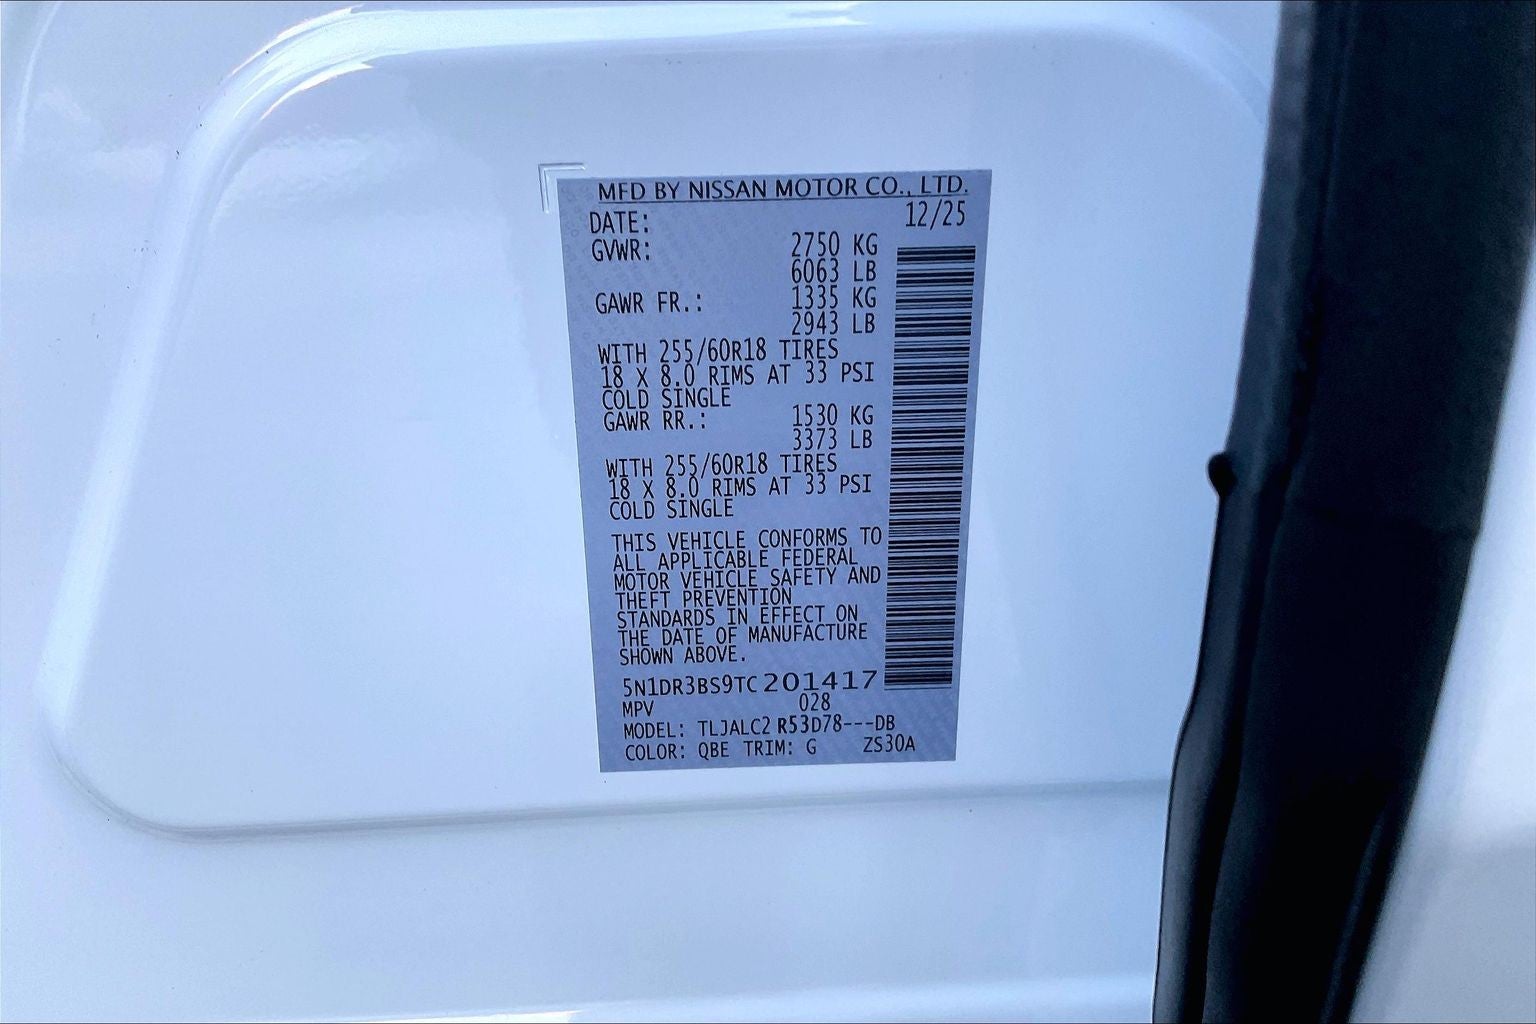 MFD BY NISSAN MOTOR CO., LTD.
DATE: 12/25
GVWR: 2750 KG
6063 LB
GAWR FR.: 1335 KG
2943 LB
WITH 255/60R18 TIRES
18 X 8.0 RIMS AT 33 PSI
COLD SINGLE
GAWR RR.: 1530 KG
3373 LB
WITH 255/60R18 TIRES
18 X 8.0 RIMS AT 33 PSI
COLD SINGLE
THIS VEHICLE CONFORMS TO
ALL APPLICABLE FEDERAL
MOTOR VEHICLE SAFETY AND
THEFT PREVENTION
STANDARDS IN EFFECT ON
THE DATE OF MANUFACTURE
SHOWN ABOVE.
5N1DR3BS9TC201417
MPV 028
MODEL: TLJALC2 R53D78---DB
COLOR: QBE TRIM: G ZS30A